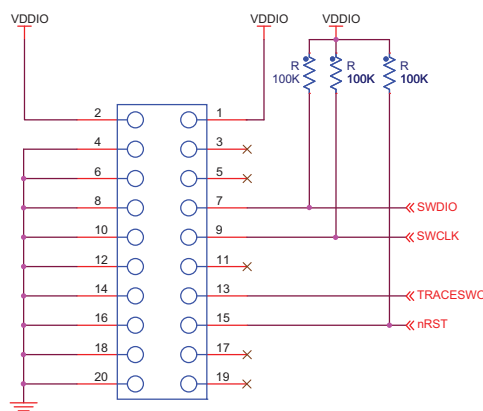 VDDIO VDDIO VDDIO
R 100K R 100K R 100K
2 1
4 3
6 5
8 7 SWDIO
10 9 SWCLK
12 11
14 13 TRACESWO
16 15 nRST
18 17
20 19